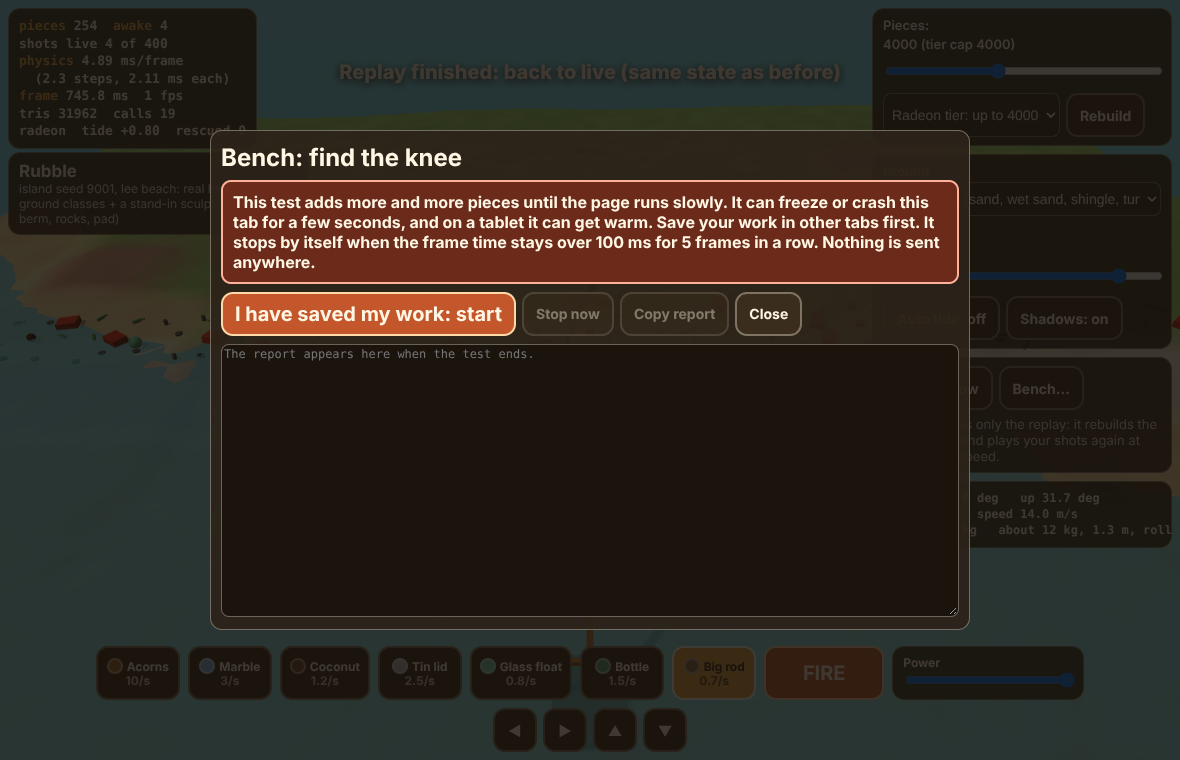 pieces 254 awake 4
shots live 4 of 400
physics 4.89 ms/frame
(2.3 steps, 2.11 ms each)
frame 745.8 ms 1 fps
tris 31962 calls 19
radeon tide +0.80 rescued 0
Rubble
island seed 9001, lee beach: real
ground classes + a stand-in sculp
berm, rocks, pad)
Replay finished: back to live (same state as before)
Pieces:
4000 (tier cap 4000)
Radeon tier: up to 4000
Rebuild
sand, wet sand, shingle, tur
off
Shadows: on
Bench...
only the replay: it rebuilds the
plays your shots again at
deg up 31.7 deg
speed 14.0 m/s
about 12 kg, 1.3 m, roll
Bench: find the knee
This test adds more and more pieces until the page runs slowly. It can freeze or crash this
tab for a few seconds, and on a tablet it can get warm. Save your work in other tabs first. It
stops by itself when the frame time stays over 100 ms for 5 frames in a row. Nothing is sent
anywhere.
I have saved my work: start
Stop now
Copy report
Close
The report appears here when the test ends.
Acorns
10/s
Marble
3/s
Coconut
1.2/s
Tin lid
2.5/s
Glass float
0.8/s
Bottle
1.5/s
Big rod
0.7/s
FIRE
Power